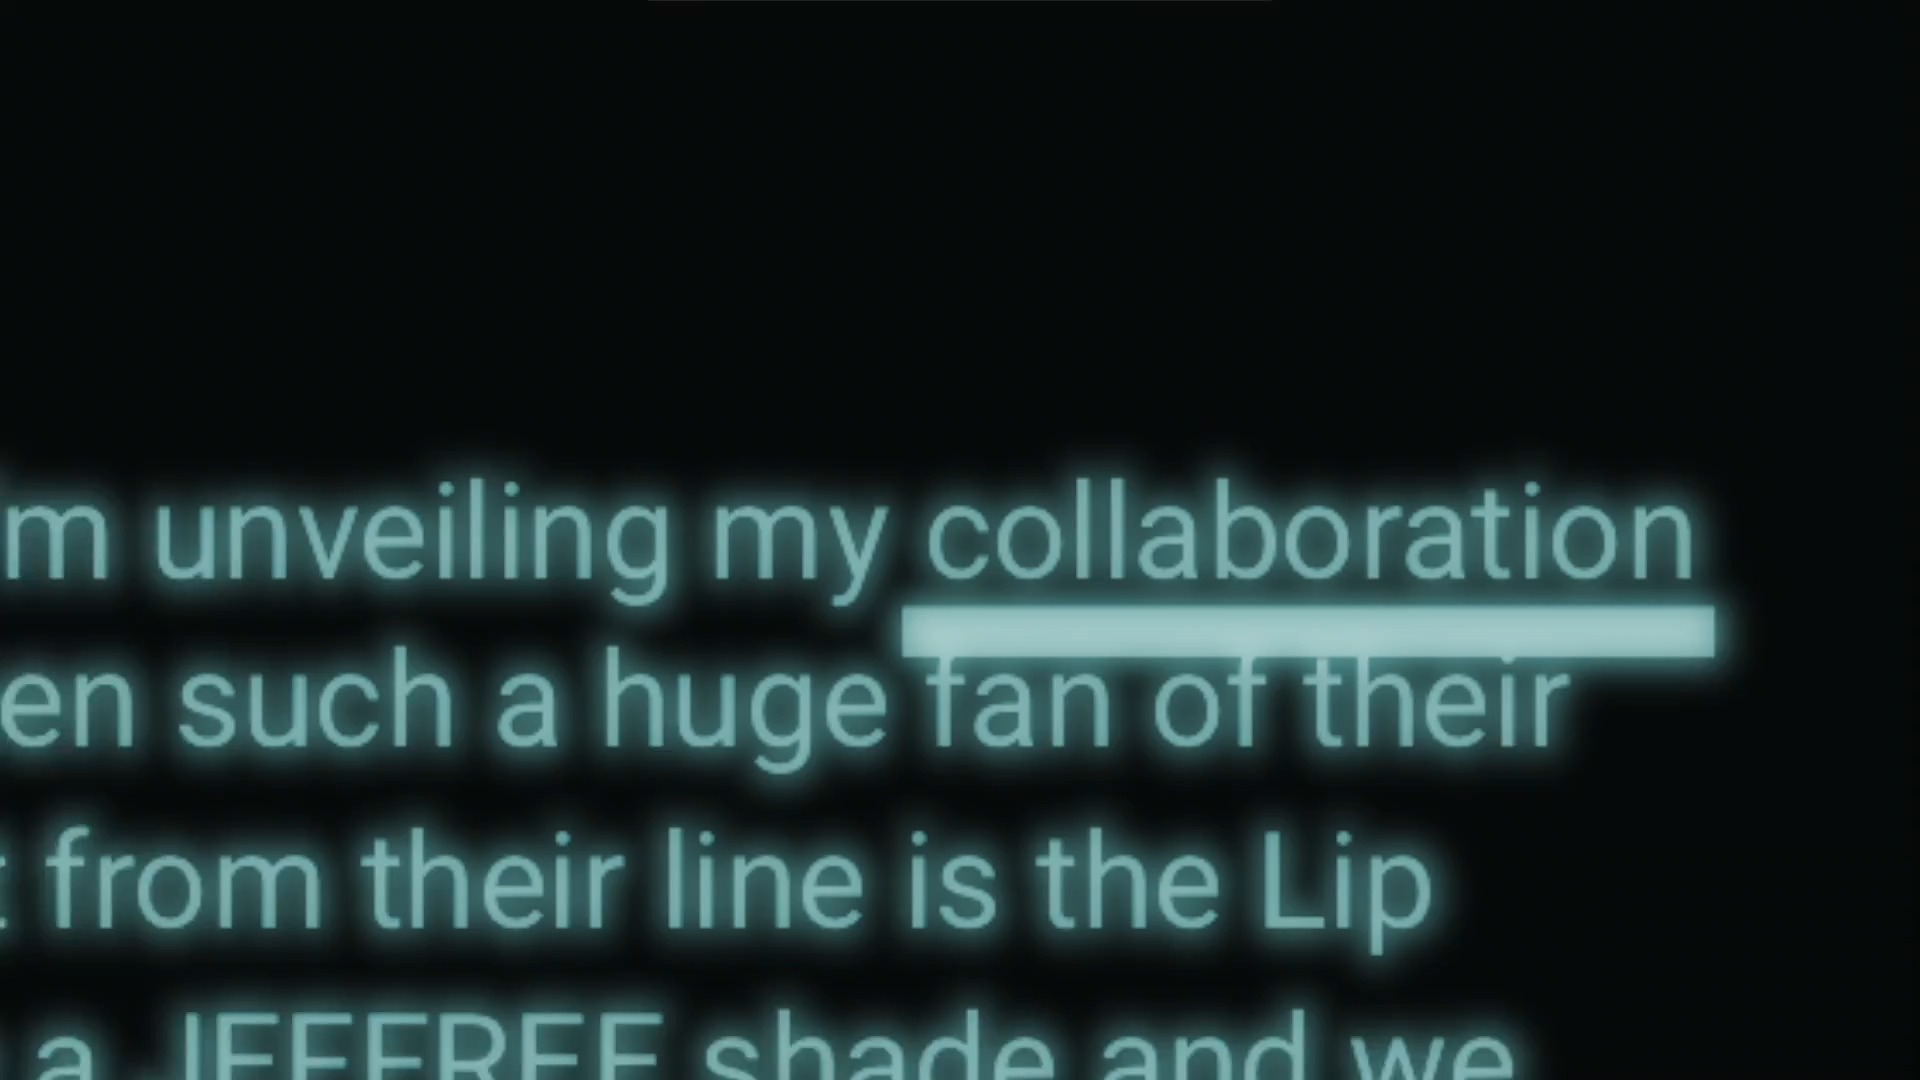 m unveiling my collaboration
en such a huge fan of their
t from their line is the Lip
a JEFFREE shade and we